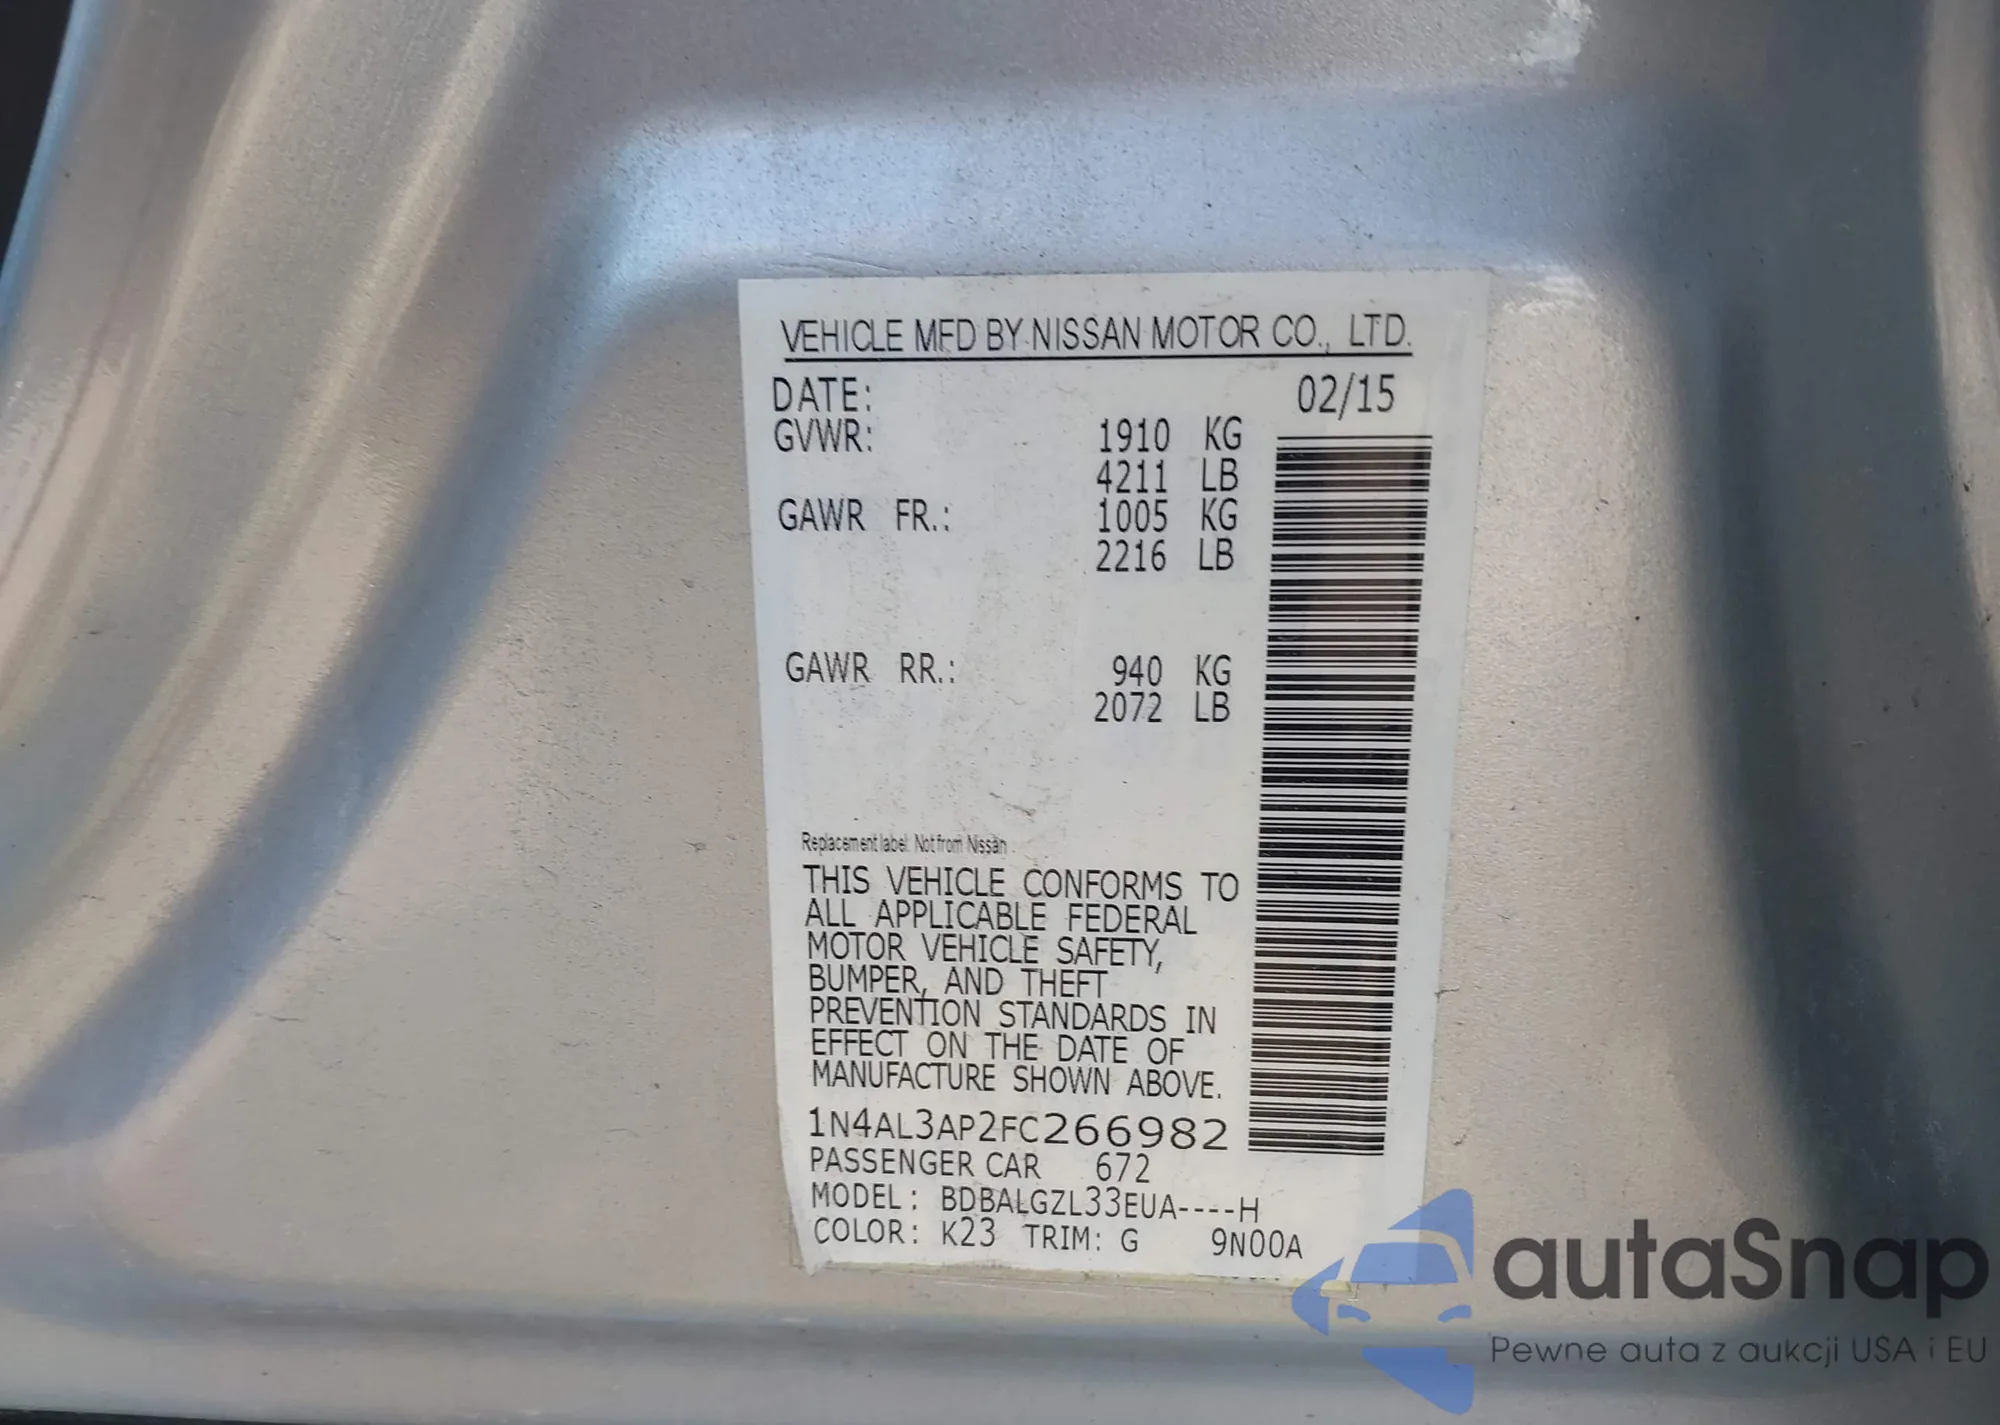 VEHICLE MFD BY NISSAN MOTOR CO., LTD.
DATE: 02/15
GVWR: 1910 KG
4211 LB
GAWR FR.: 1005 KG
2216 LB
GAWR RR.: 940 KG
2072 LB
Replacement label: Not from Nissan
THIS VEHICLE CONFORMS TO
ALL APPLICABLE FEDERAL
MOTOR VEHICLE SAFETY,
BUMPER, AND THEFT
PREVENTION STANDARDS IN
EFFECT ON THE DATE OF
MANUFACTURE SHOWN ABOVE.
1N4AL3AP2FC266982
PASSENGER CAR 672
MODEL: BDBALGZL33EUA----H
COLOR: K23 TRIM: G 9N00A
autaSnap
Pewne auta z aukcji USA i EU